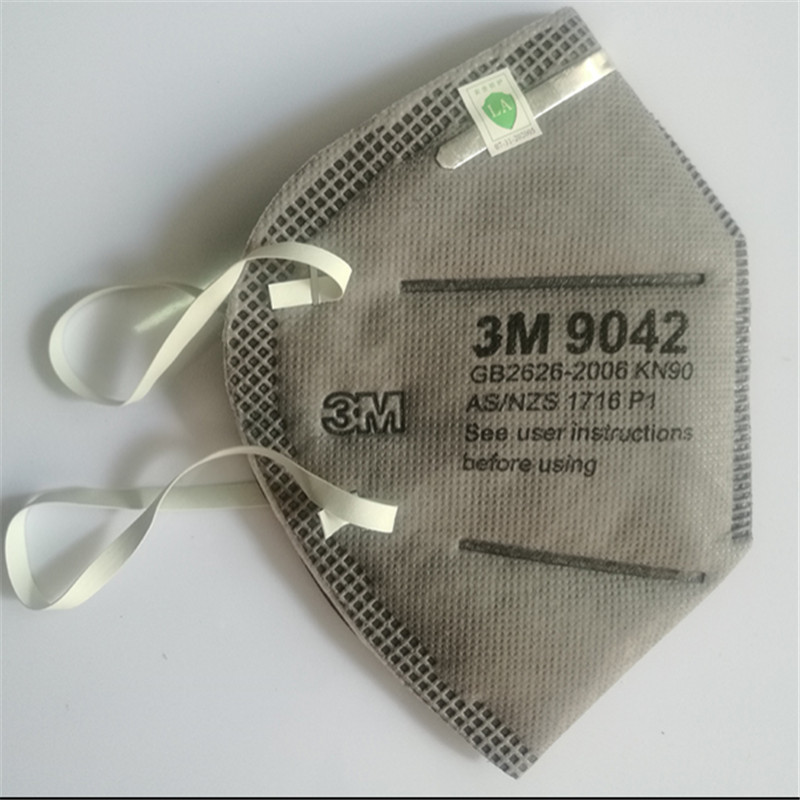 LA
3M 9042
GB2626-2006 KN90
AS/NZS 1716 P1
3M
See user instructions
before using